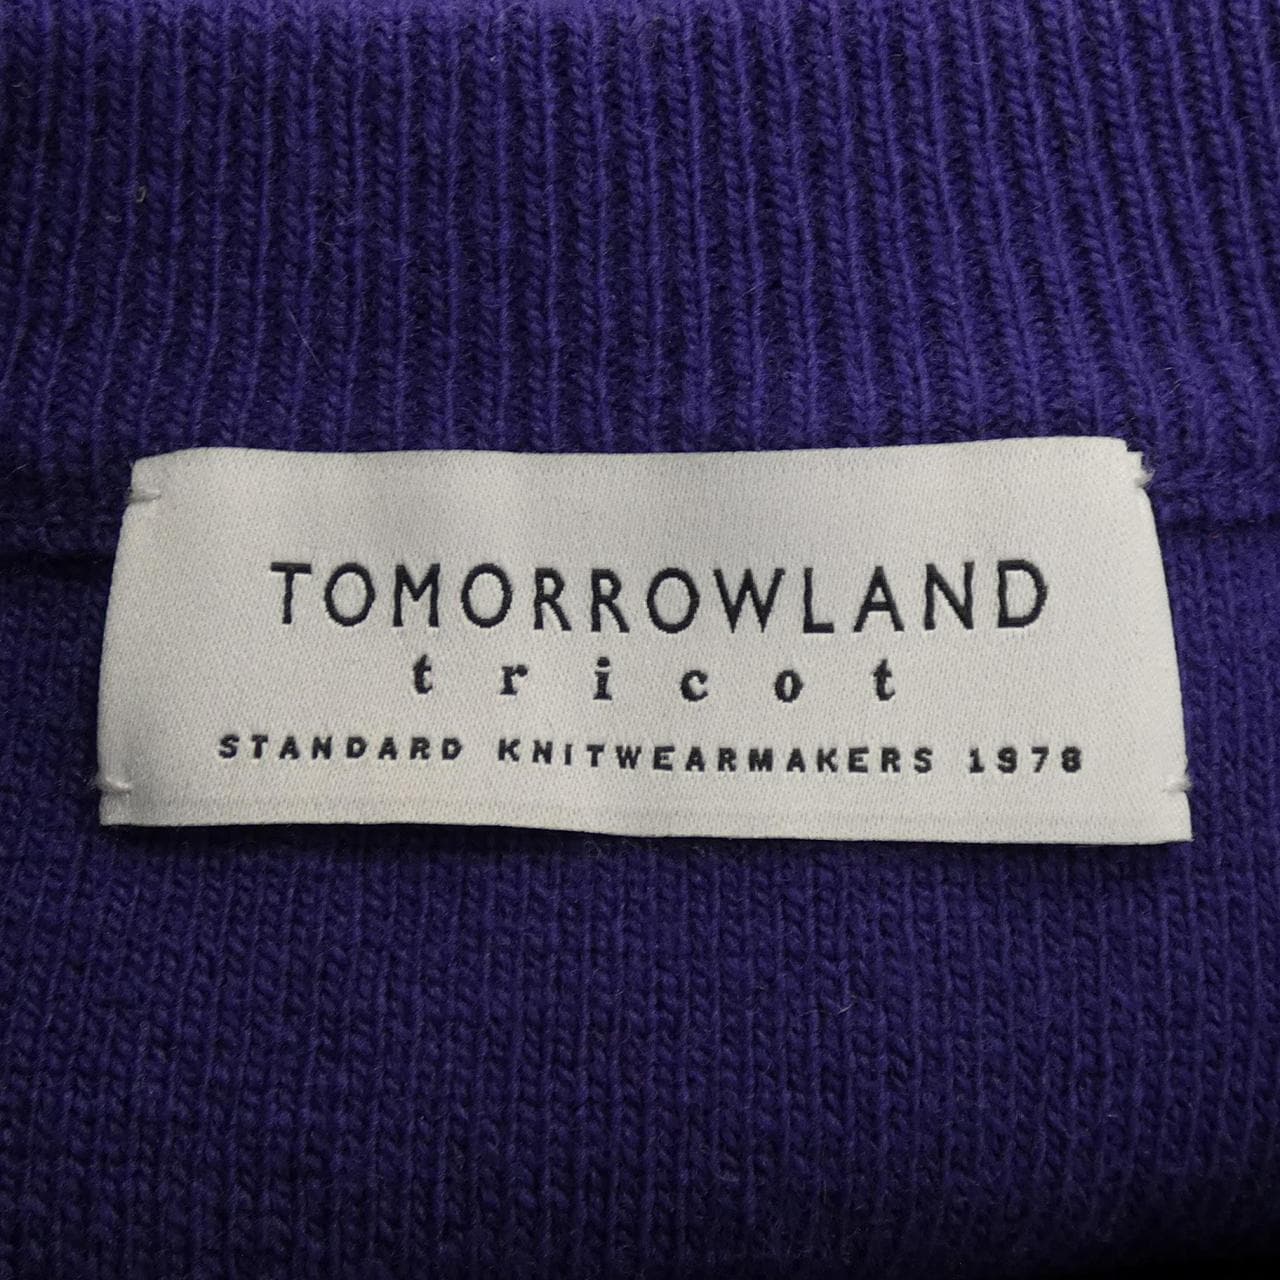 TOMORROWLAND
tricot
STANDARD KNITWEARMAKERS 1978